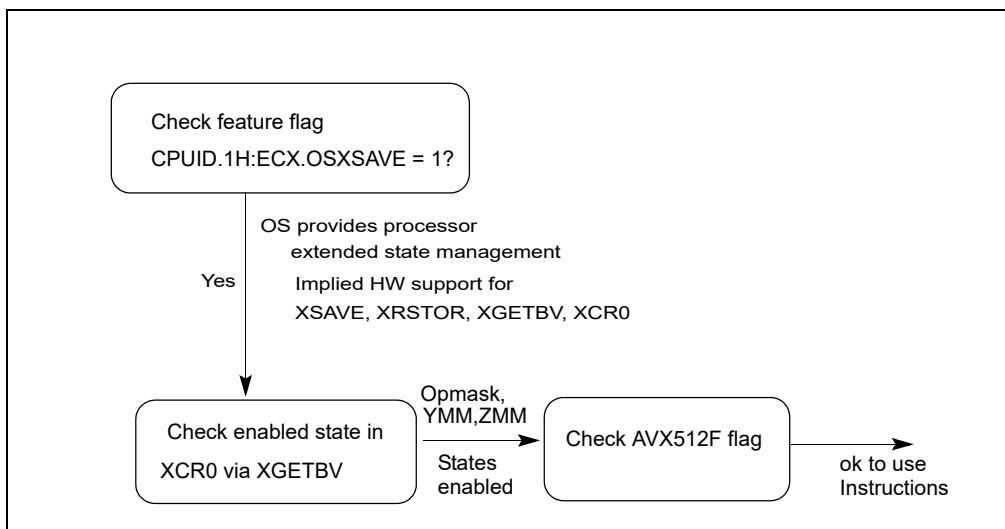 Check feature flag
CPUID.1H:ECX.OSXSAVE = 1?
OS provides processor
extended state management
Yes
Implied HW support for
XSAVE, XRSTOR, XGETBV, XCR0
Check enabled state in
XCR0 via XGETBV
Opmask,
YMM,ZMM
States
enabled
Check AVX512F flag
ok to use
Instructions